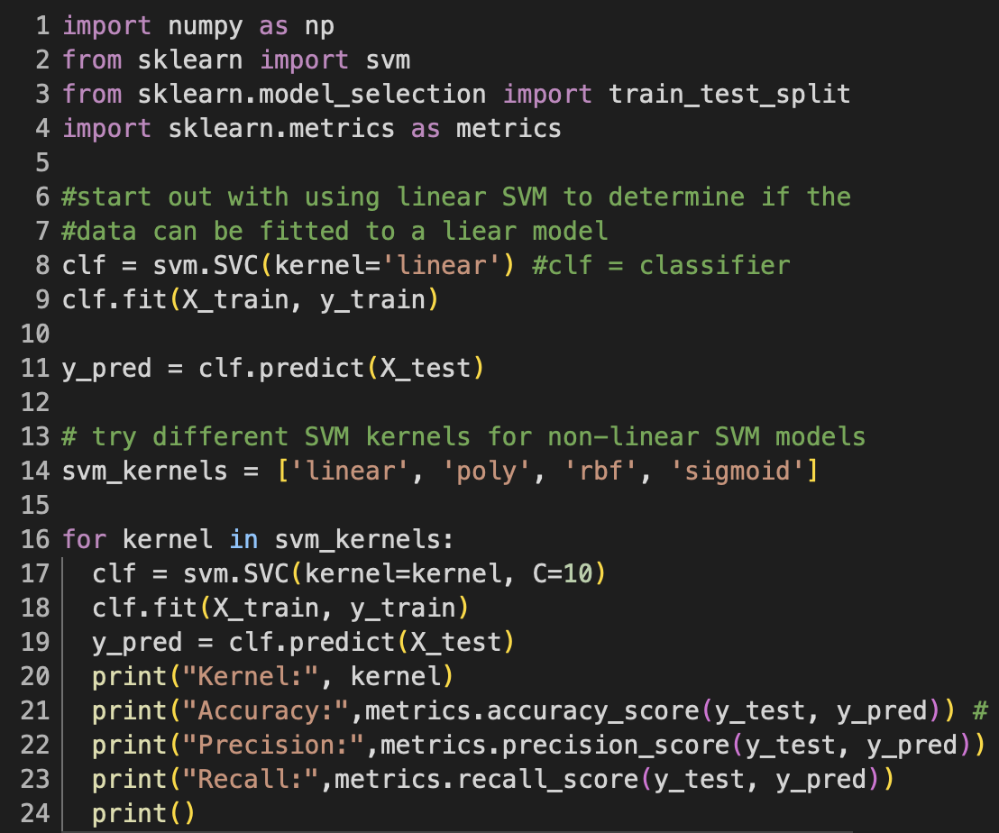 1 import numpy as np
2 from sklearn import svm
3 from sklearn.model_selection import train_test_split
4 import sklearn.metrics as metrics
5
6 #start out with using linear SVM to determine if the
7 #data can be fitted to a liear model
8 clf = svm.SVC(kernel='linear') #clf = classifier
9 clf.fit(X_train, y_train)
10
11 y_pred = clf.predict(X_test)
12
13 # try different SVM kernels for non-linear SVM models
14 svm_kernels = ['linear', 'poly', 'rbf', 'sigmoid']
15
16 for kernel in svm_kernels:
17   clf = svm.SVC(kernel=kernel, C=10)
18   clf.fit(X_train, y_train)
19   y_pred = clf.predict(X_test)
20   print("Kernel:", kernel)
21   print("Accuracy:",metrics.accuracy_score(y_test, y_pred)) #
22   print("Precision:",metrics.precision_score(y_test, y_pred))
23   print("Recall:",metrics.recall_score(y_test, y_pred))
24   print()